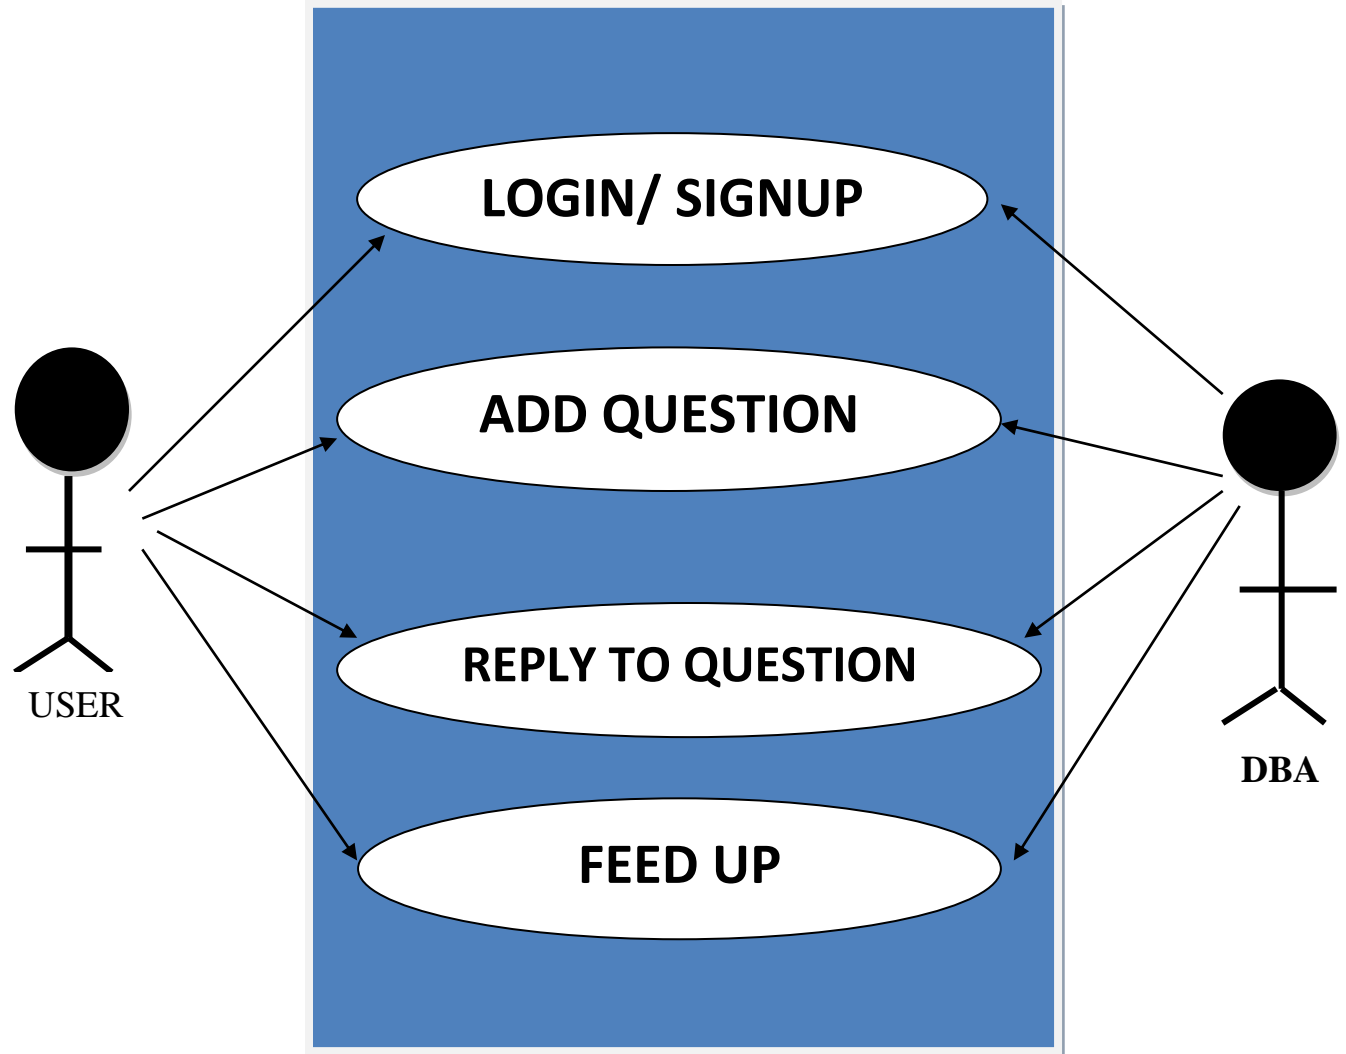 LOGIN/ SIGNUP
ADD QUESTION
REPLY TO QUESTION
USER
DBA
FEED UP